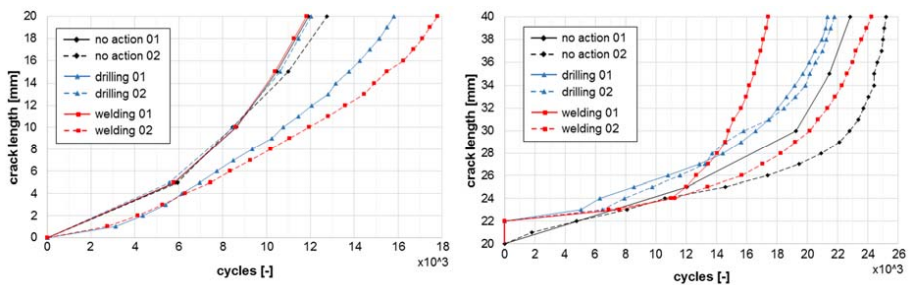 20
18
16
14
12
10
8
6
4
2
0
crack length [mm]
no action 01
no action 02
drilling 01
drilling 02
welding 01
welding 02
0 2 4 6 8 10 12 14 16 18
x10^3
cycles [-]
40
38
36
34
32
30
28
26
24
22
20
crack length [mm]
no action 01
no action 02
drilling 01
drilling 02
welding 01
welding 02
0 2 4 6 8 10 12 14 16 18 20 22 24 26
x10^3
cycles [-]